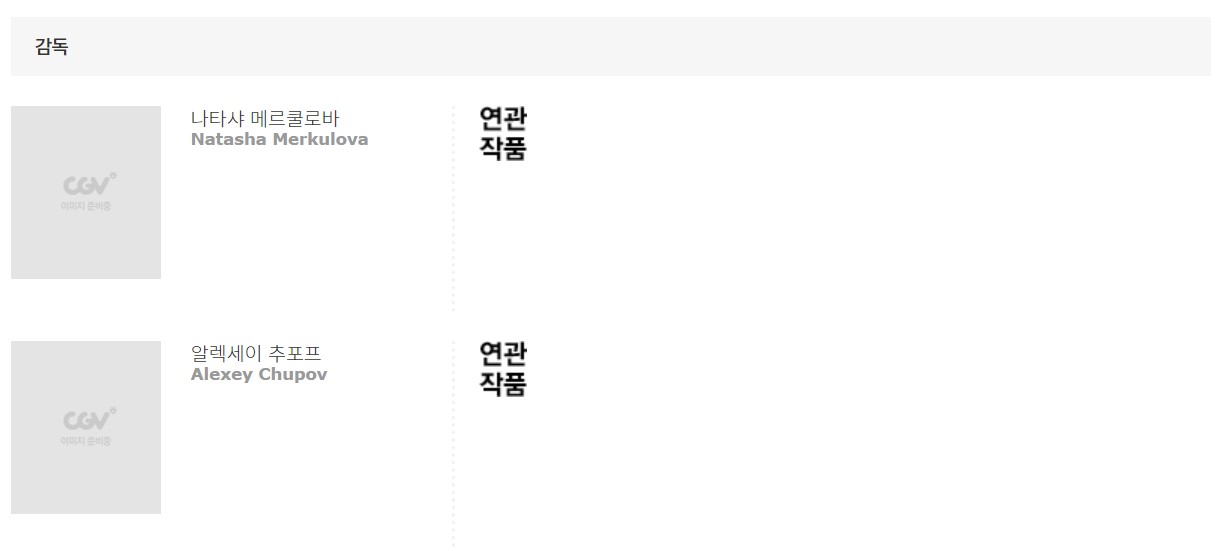 감독
나타샤 메르쿨로바
Natasha Merkulova
연관
작품
CGV
이미지 준비중
알렉세이 추포프
Alexey Chupov
연관
작품
CGV
이미지 준비중